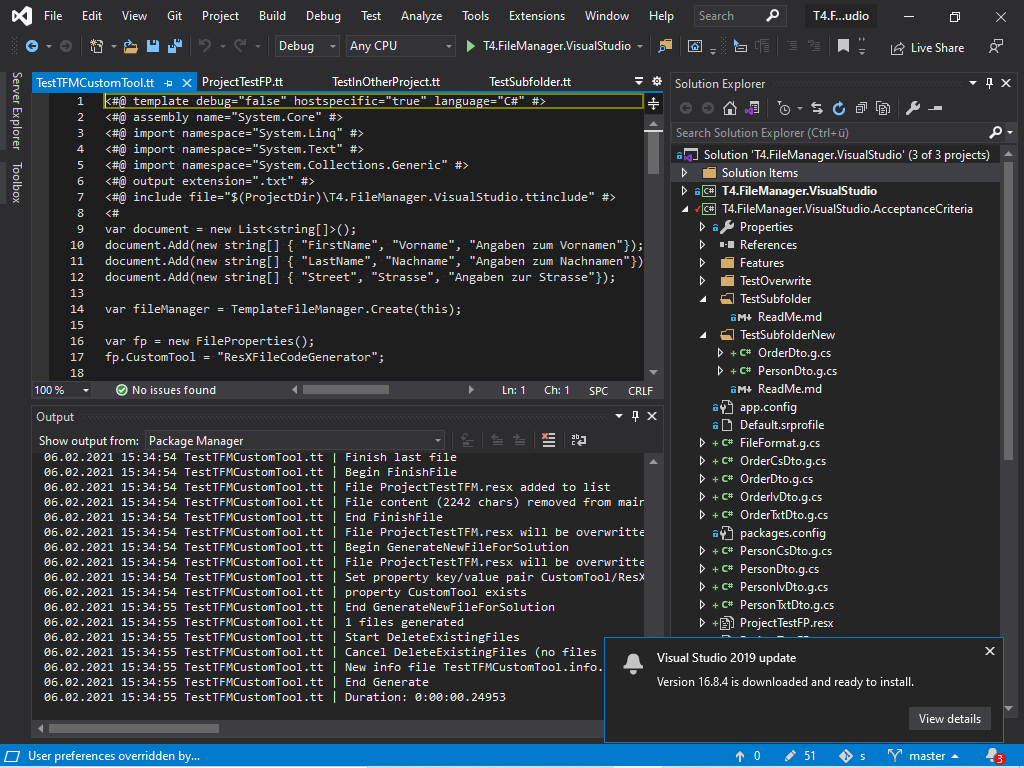 File Edit View Git Project Build Debug Test Analyze Tools Extensions Window Help Search T4.F...udio
Debug Any CPU T4.FileManager.VisualStudio Live Share
Server Explorer
Toolbox
TestTFMCustomTool.tt ProjectTestFP.tt TestInOtherProject.tt TestSubfolder.tt
1 <#@ template debug="false" hostspecific="true" language="C#" #>
2 <#@ assembly name="System.Core" #>
3 <#@ import namespace="System.Linq" #>
4 <#@ import namespace="System.Text" #>
5 <#@ import namespace="System.Collections.Generic" #>
6 <#@ output extension=".txt" #>
7 <#@ include file="$(ProjectDir)\T4.FileManager.VisualStudio.ttinclude" #>
8 <#
9 var document = new List<string[]>();
10 document.Add(new string[] { "FirstName", "Vorname", "Angaben zum Vornamen"});
11 document.Add(new string[] { "LastName", "Nachname", "Angaben zum Nachnamen"})
12 document.Add(new string[] { "Street", "Strasse", "Angaben zur Strasse"});
13
14 var fileManager = TemplateFileManager.Create(this);
15
16 var fp = new FileProperties();
17 fp.CustomTool = "ResXFileCodeGenerator";
18
100 % No issues found Ln: 1 Ch: 1 SPC CRLF
Output
Show output from: Package Manager
06.02.2021 15:34:54 TestTFMCustomTool.tt | Finish last file
06.02.2021 15:34:54 TestTFMCustomTool.tt | Begin FinishFile
06.02.2021 15:34:54 TestTFMCustomTool.tt | File ProjectTestTFM.resx added to list
06.02.2021 15:34:54 TestTFMCustomTool.tt | File content (2242 chars) removed from main
06.02.2021 15:34:54 TestTFMCustomTool.tt | End FinishFile
06.02.2021 15:34:54 TestTFMCustomTool.tt | File ProjectTestTFM.resx will be overwritte
06.02.2021 15:34:54 TestTFMCustomTool.tt | Begin GenerateNewFileForSolution
06.02.2021 15:34:54 TestTFMCustomTool.tt | File ProjectTestTFM.resx will be overwritte
06.02.2021 15:34:54 TestTFMCustomTool.tt | Set property key/value pair CustomTool/ResX
06.02.2021 15:34:54 TestTFMCustomTool.tt | property CustomTool exists
06.02.2021 15:34:55 TestTFMCustomTool.tt | End GenerateNewFileForSolution
06.02.2021 15:34:55 TestTFMCustomTool.tt | 1 files generated
06.02.2021 15:34:55 TestTFMCustomTool.tt | Start DeleteExistingFiles
06.02.2021 15:34:55 TestTFMCustomTool.tt | Cancel DeleteExistingFiles (no files
06.02.2021 15:34:55 TestTFMCustomTool.tt | New info file TestTFMCustomTool.info.
06.02.2021 15:34:55 TestTFMCustomTool.tt | End Generate
06.02.2021 15:34:55 TestTFMCustomTool.tt | Duration: 0:00:00.24953
Solution Explorer
Search Solution Explorer (Ctrl+ü)
Solution 'T4.FileManager.VisualStudio' (3 of 3 projects)
Solution Items
C# T4.FileManager.VisualStudio
C# T4.FileManager.VisualStudio.AcceptanceCriteria
Properties
References
Features
TestOverwrite
TestSubfolder
M+ ReadMe.md
TestSubfolderNew
+ C# OrderDto.g.cs
+ C# PersonDto.g.cs
M+ ReadMe.md
app.config
Default.srprofile
+ C# FileFormat.g.cs
+ C# OrderCsDto.g.cs
+ C# OrderDto.g.cs
+ C# OrderIvDto.g.cs
+ C# OrderTxtDto.g.cs
packages.config
+ C# PersonCsDto.g.cs
+ C# PersonDto.g.cs
+ C# PersonIvDto.g.cs
+ C# PersonTxtDto.g.cs
+ ProjectTestFP.resx
Visual Studio 2019 update
Version 16.8.4 is downloaded and ready to install.
View details
User preferences overridden by... 0 51 s master 3